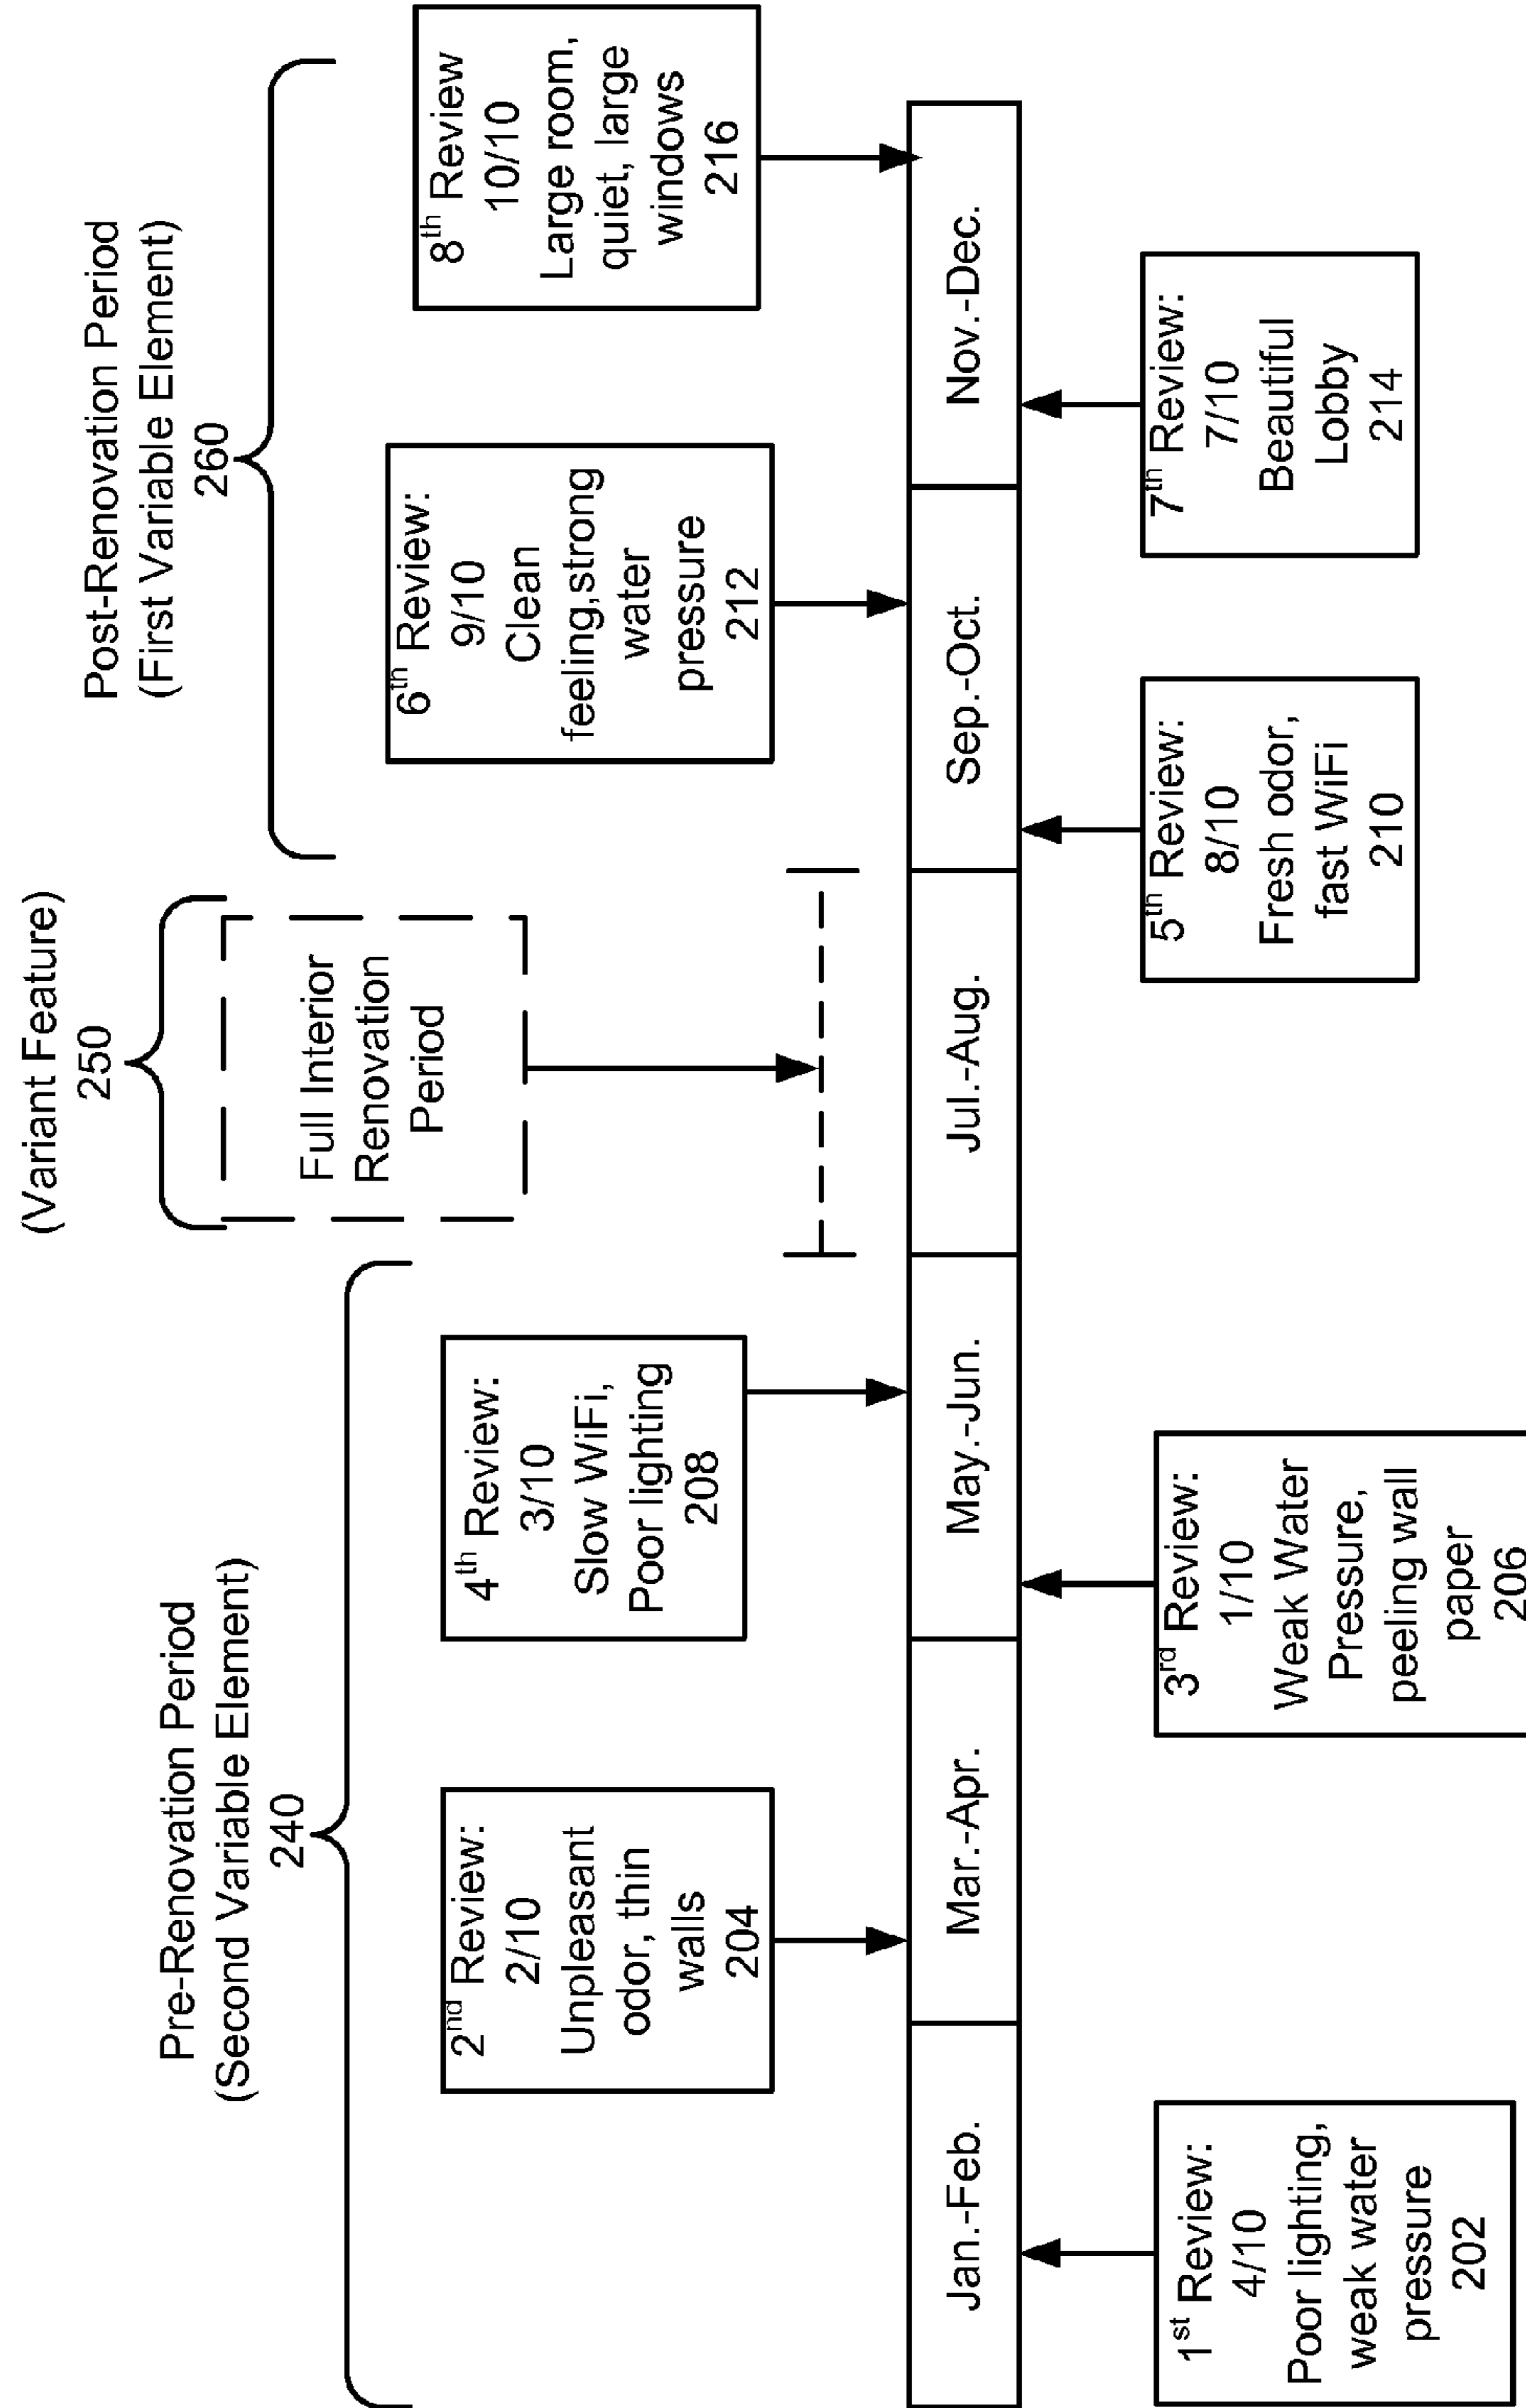 (Variant Feature)
250
Pre-Renovation Period
(Second Variable Element)
240
Post-Renovation Period
(First Variable Element)
260
Full Interior
Renovation
Period
2nd Review:
2/10
Unpleasant
odor, thin
walls
204
4th Review:
3/10
Slow WiFi,
Poor lighting
208
6th Review:
9/10
Clean
feeling,strong
water
pressure
212
8th Review
10/10
Large room,
quiet, large
windows
216
Jan.-Feb.
Mar.-Apr.
May.-Jun.
Jul.-Aug.
Sep.-Oct.
Nov.-Dec.
1st Review:
4/10
Poor lighting,
weak water
pressure
202
3rd Review:
1/10
Weak Water
Pressure,
peeling wall
paper
206
5th Review:
8/10
Fresh odor,
fast WiFi
210
7th Review:
7/10
Beautiful
Lobby
214